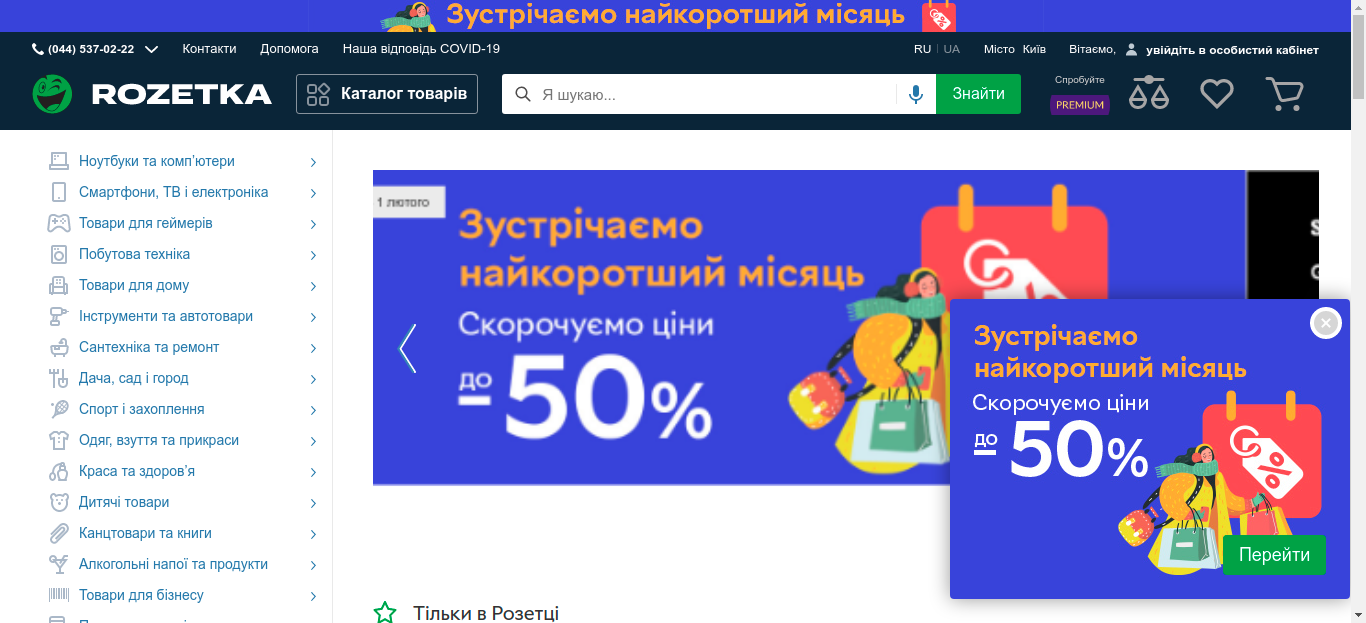 Зустрічаємо найкоротший місяць
(044) 537-02-22
Контакти
Допомога
Наша відповідь COVID-19
RU | UA
Місто Київ
Вітаємо, увійдіть в особистий кабінет
ROZETKA
Каталог товарів
Я шукаю...
Знайти
Спробуйте
PREMIUM
Ноутбуки та комп'ютери
Смартфони, ТВ і електроніка
Товари для геймерів
Побутова техніка
Товари для дому
Інструменти та автотовари
Сантехніка та ремонт
Дача, сад і город
Спорт і захоплення
Одяг, взуття та прикраси
Краса та здоров'я
Дитячі товари
Канцтовари та книги
Алкогольні напої та продукти
Товари для бізнесу
1 лютого
Зустрічаємо
найкоротший місяць
Скорочуємо ціни
до -50%
Зустрічаємо
найкоротший місяць
Скорочуємо ціни
до -50%
Перейти
Тільки в Розетці